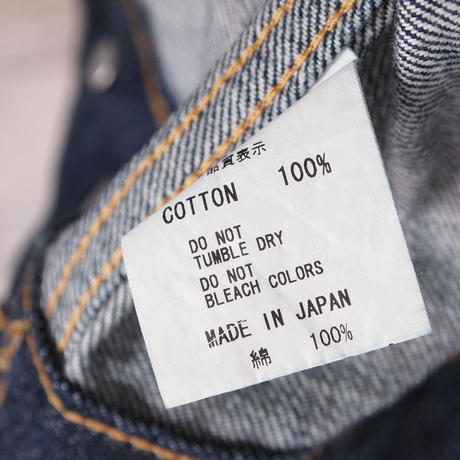 品質表示
COTTON 100%
DO NOT
TUMBLE DRY
DO NOT
BLEACH COLORS
MADE IN JAPAN
綿 100%